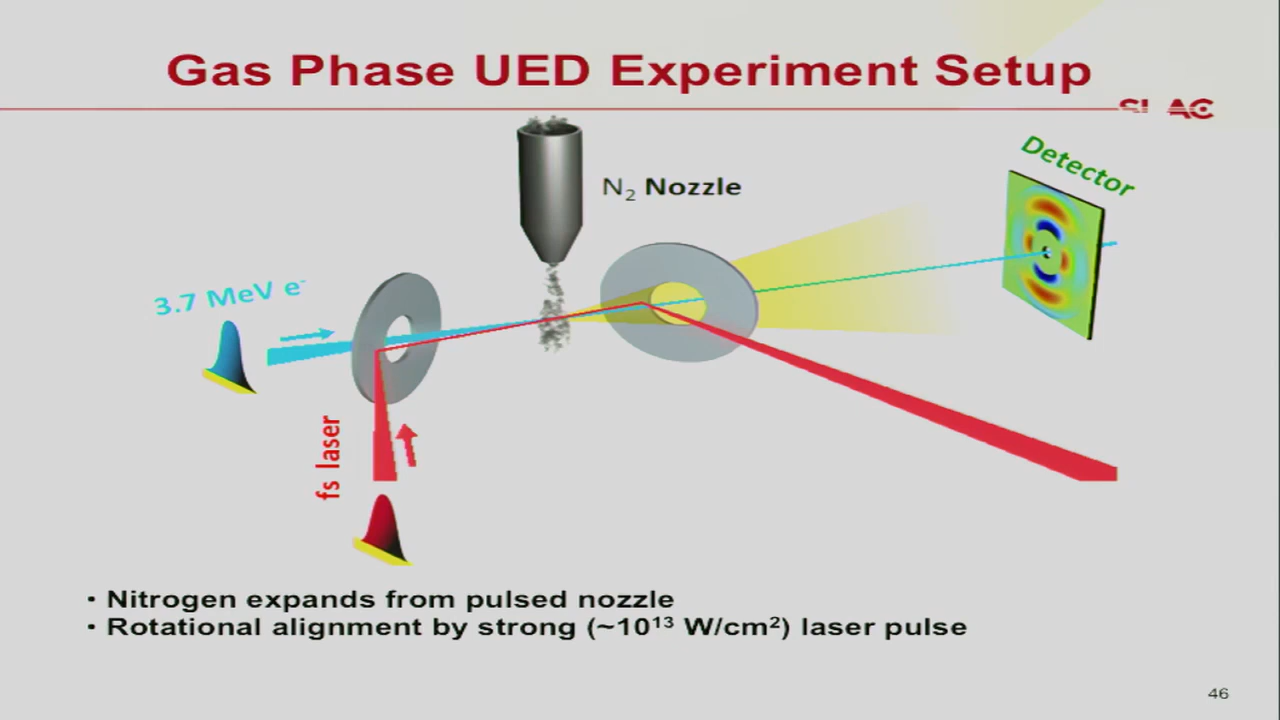 Gas Phase UED Experiment Setup
SLAC
Detector
N₂ Nozzle
3.7 MeV e⁻
fs laser
• Nitrogen expands from pulsed nozzle
• Rotational alignment by strong (~10¹³ W/cm²) laser pulse
46